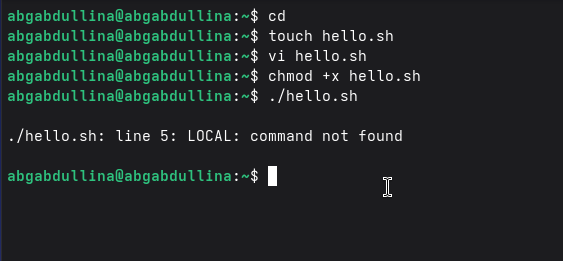 abgabdullina@abgabdullina:~$ cd
abgabdullina@abgabdullina:~$ touch hello.sh
abgabdullina@abgabdullina:~$ vi hello.sh
abgabdullina@abgabdullina:~$ chmod +x hello.sh
abgabdullina@abgabdullina:~$ ./hello.sh
./hello.sh: line 5: LOCAL: command not found
abgabdullina@abgabdullina:~$